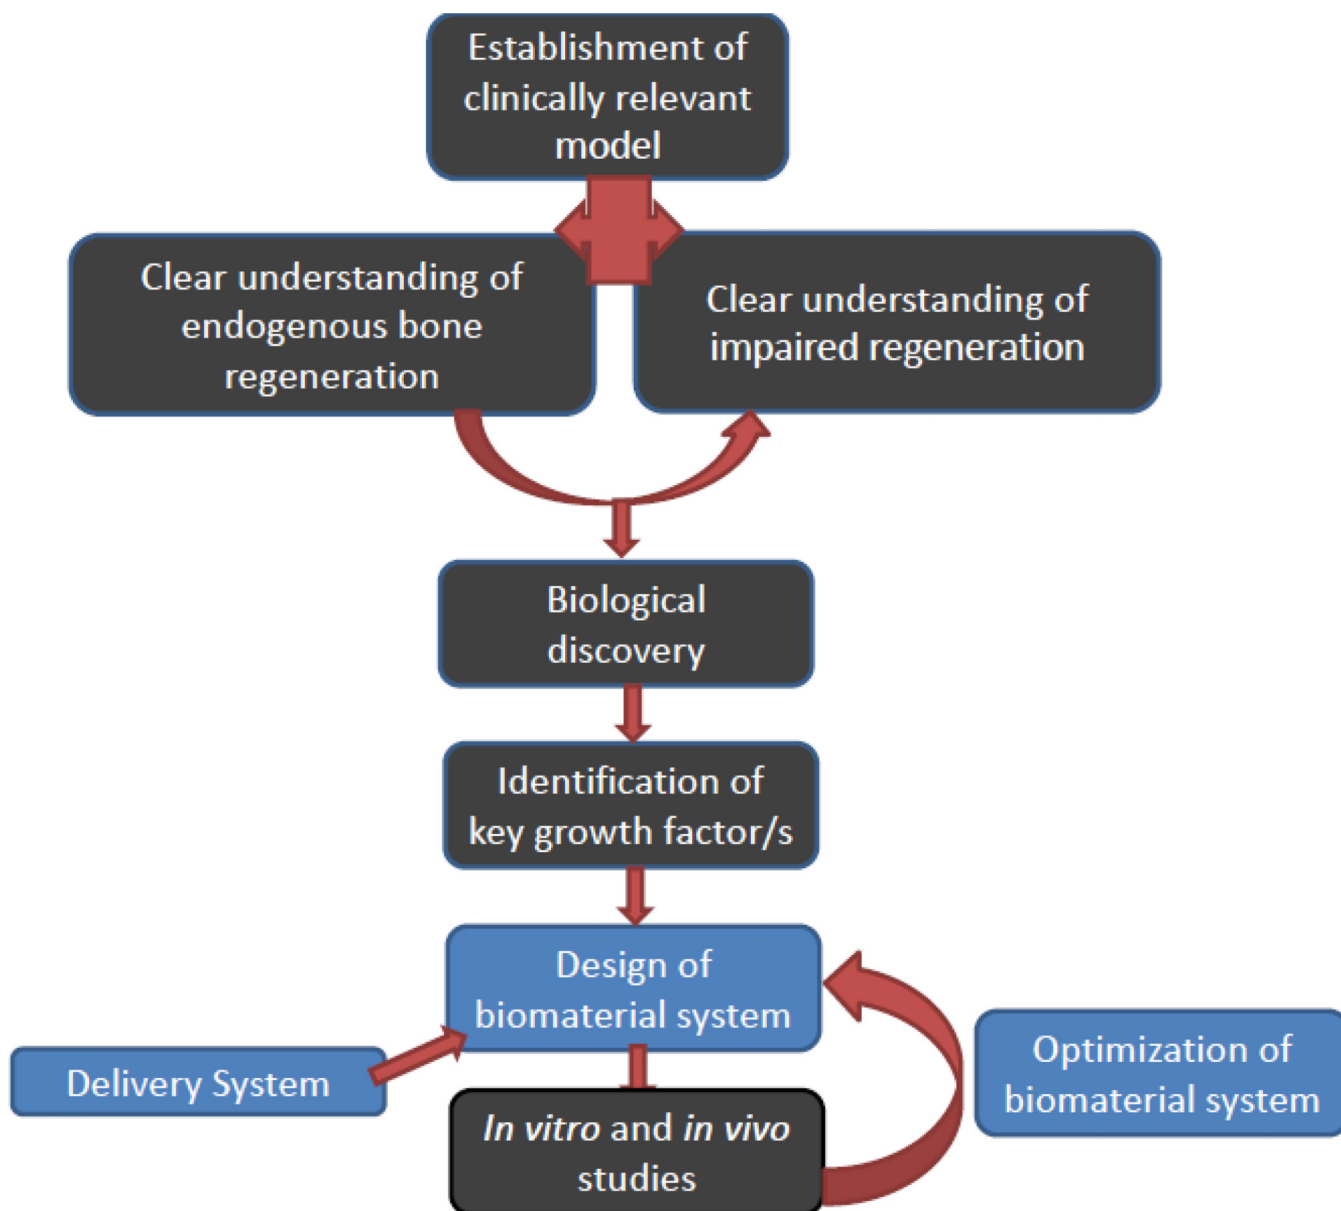 Establishment of
clinically relevant
model
Clear understanding of
endogenous bone
regeneration
Clear understanding of
impaired regeneration
Biological
discovery
Identification of
key growth factor/s
Design of
biomaterial system
Delivery System
Optimization of
biomaterial system
In vitro and in vivo
studies